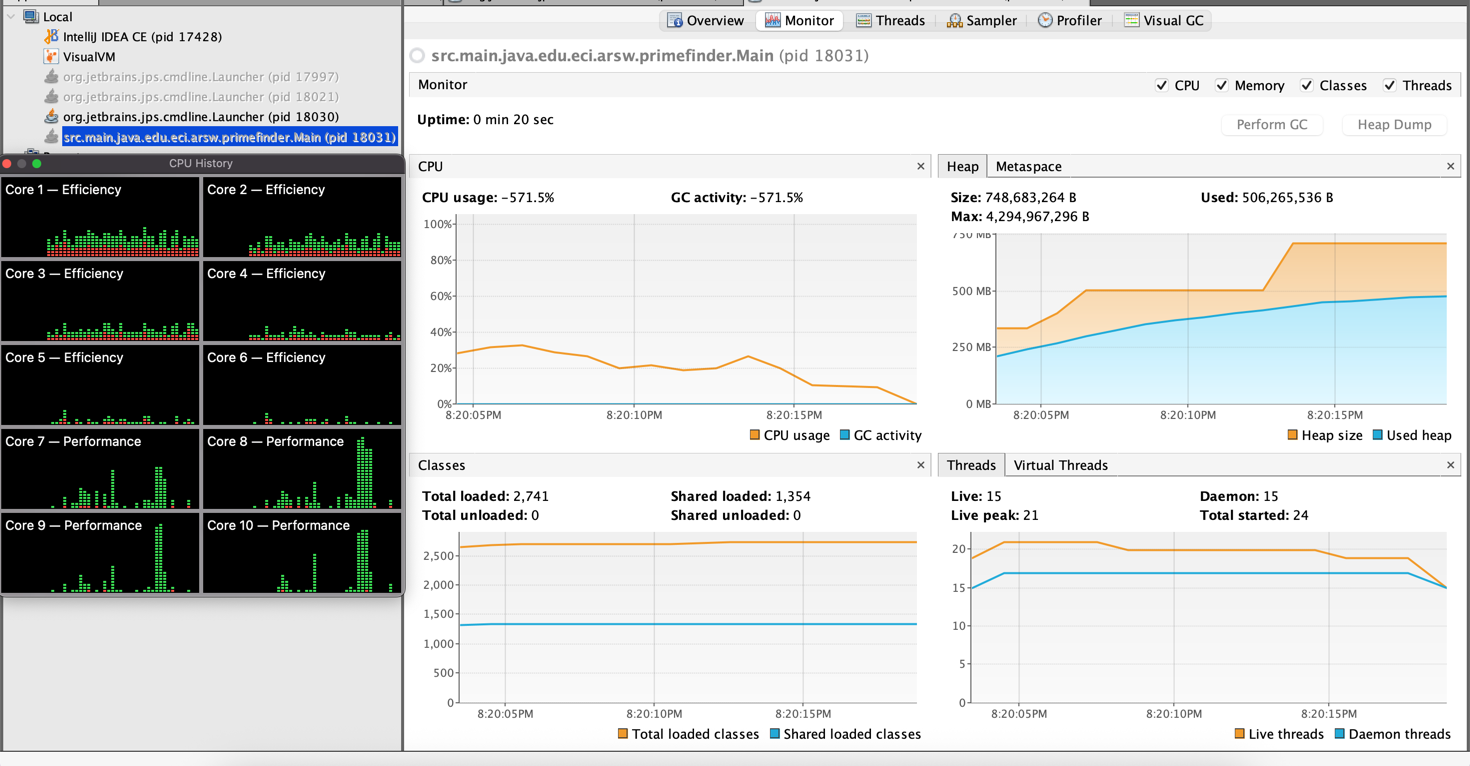 Local
IntelliJ IDEA CE (pid 17428)
VisualVM
org.jetbrains.jps.cmdline.Launcher (pid 17997)
org.jetbrains.jps.cmdline.Launcher (pid 18021)
org.jetbrains.jps.cmdline.Launcher (pid 18030)
src.main.java.edu.eci.arsw.primefinder.Main (pid 18031)
CPU History
Core 1 — Efficiency
Core 2 — Efficiency
Core 3 — Efficiency
Core 4 — Efficiency
Core 5 — Efficiency
Core 6 — Efficiency
Core 7 — Performance
Core 8 — Performance
Core 9 — Performance
Core 10 — Performance
Overview Monitor Threads Sampler Profiler Visual GC
src.main.java.edu.eci.arsw.primefinder.Main (pid 18031)
Monitor
CPU Memory Classes Threads
Uptime: 0 min 20 sec
Perform GC Heap Dump
CPU ×
CPU usage: −571.5% GC activity: −571.5%
100%
80%
60%
40%
20%
0%
8:20:05PM 8:20:10PM 8:20:15PM
CPU usage GC activity
Heap Metaspace ×
Size: 748,683,264 B Used: 506,265,536 B
Max: 4,294,967,296 B
750 MB
500 MB
250 MB
0 MB
8:20:05PM 8:20:10PM 8:20:15PM
Heap size Used heap
Classes ×
Total loaded: 2,741 Shared loaded: 1,354
Total unloaded: 0 Shared unloaded: 0
2,500
2,000
1,500
1,000
500
0
8:20:05PM 8:20:10PM 8:20:15PM
Total loaded classes Shared loaded classes
Threads Virtual Threads ×
Live: 15 Daemon: 15
Live peak: 21 Total started: 24
20
15
10
5
0
8:20:05PM 8:20:10PM 8:20:15PM
Live threads Daemon threads